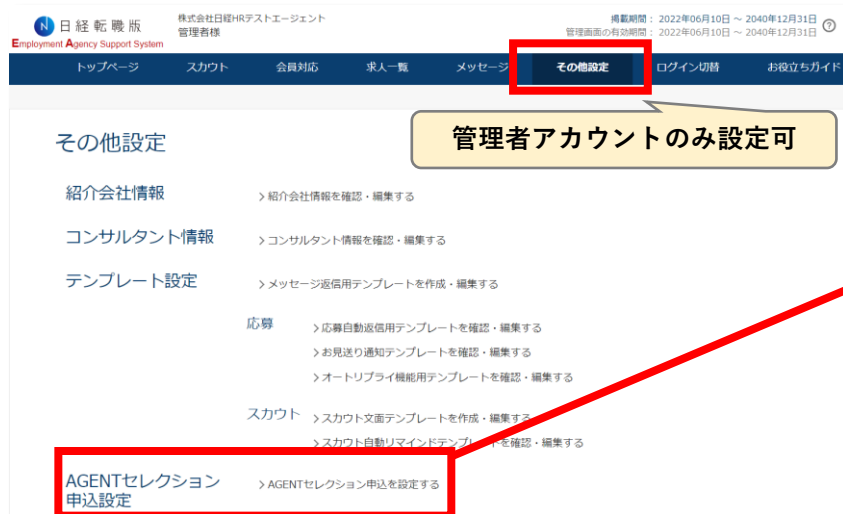 日経転職版
Employment Agency Support System
株式会社日経HRテストエージェント
管理者様
掲載期間： 2022年06月10日 ～ 2040年12月31日
管理画面の有効期間： 2022年06月10日 ～ 2040年12月31日
?
トップページ スカウト 会員対応 求人一覧 メッセージ その他設定 ログイン切替 お役立ちガイド
管理者アカウントのみ設定可
その他設定
紹介会社情報 > 紹介会社情報を確認・編集する
コンサルタント情報 > コンサルタント情報を確認・編集する
テンプレート設定 > メッセージ返信用テンプレートを作成・編集する
応募 > 応募自動返信用テンプレートを確認・編集する
> お見送り通知テンプレートを確認・編集する
> オートリプライ機能用テンプレートを確認・編集する
スカウト > スカウト文面テンプレートを作成・編集する
> スカウト自動リマインドテンプレートを確認・編集する
AGENTセレクション > AGENTセレクション申込を設定する
申込設定